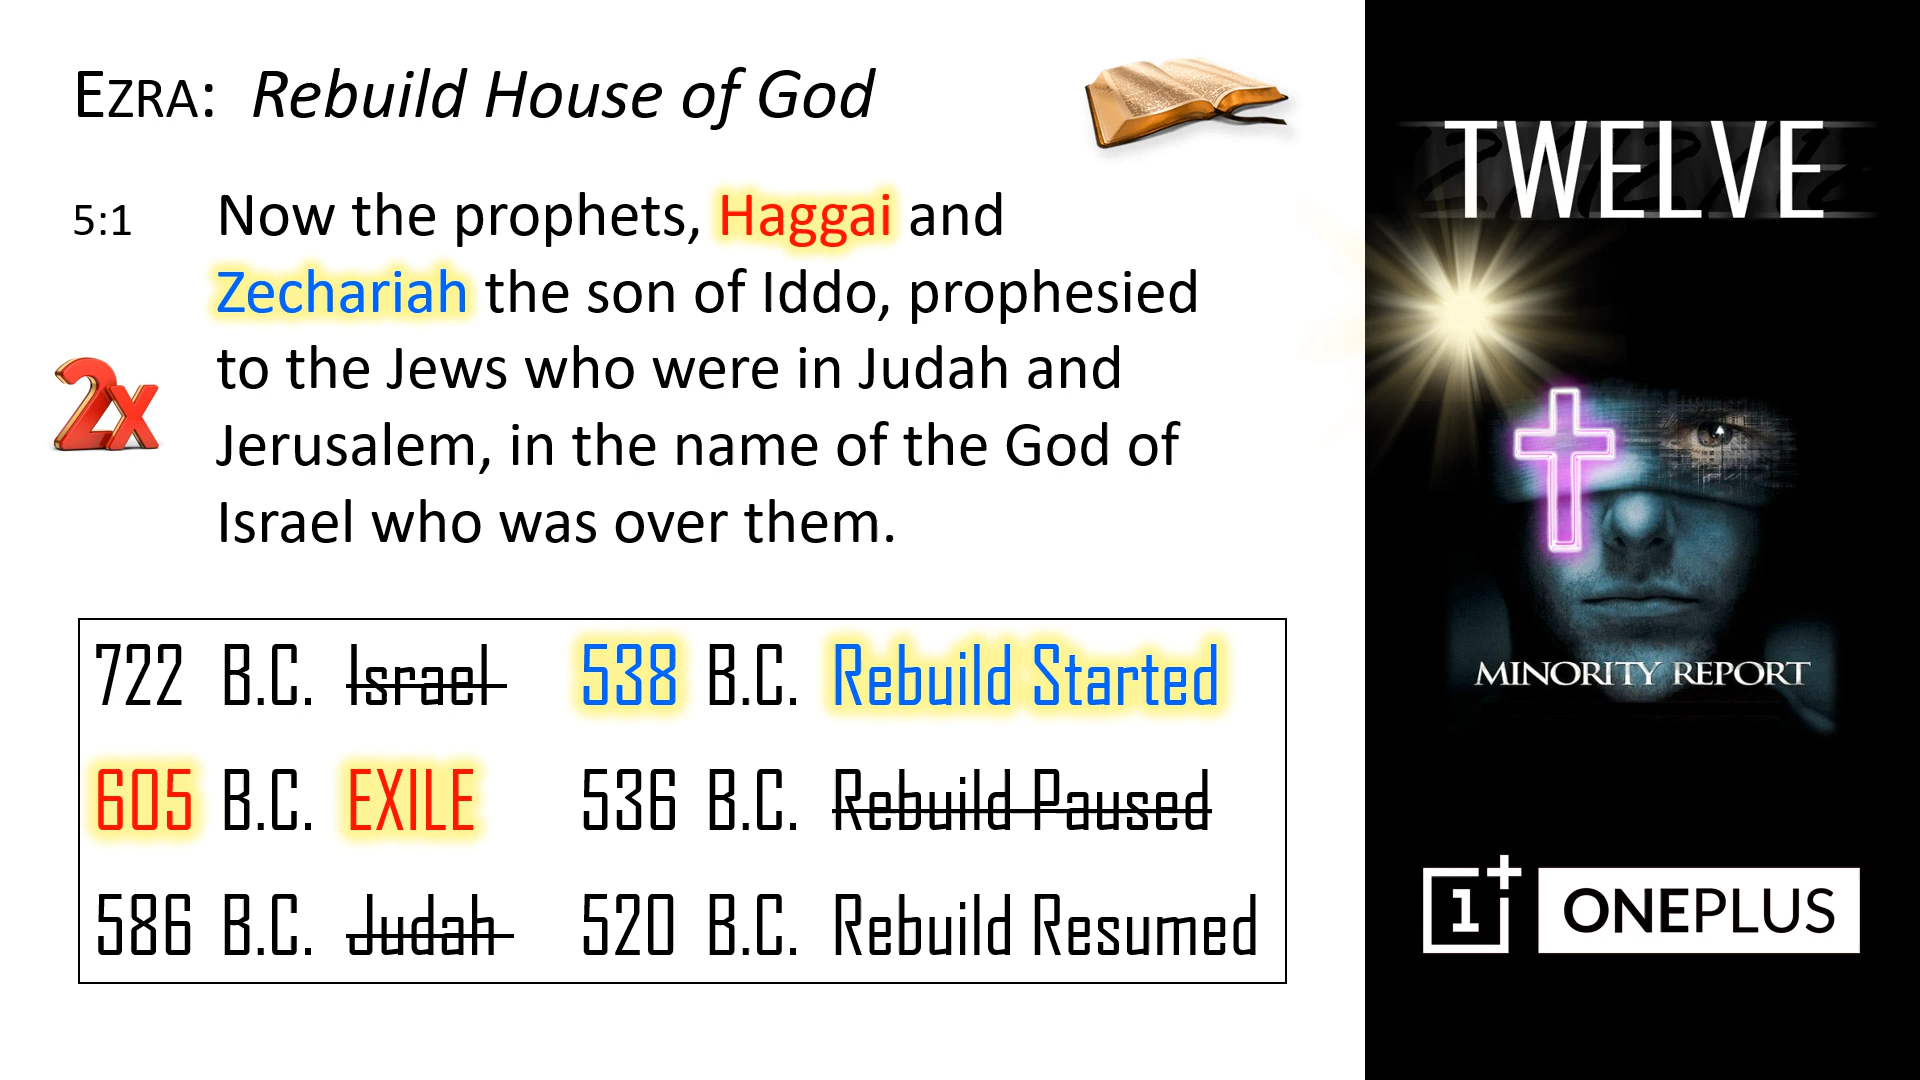 EZRA: Rebuild House of God
5:1 Now the prophets, Haggai and
Zechariah the son of Iddo, prophesied
to the Jews who were in Judah and
2x
Jerusalem, in the name of the God of
Israel who was over them.
722 B.C. Israel 538 B.C. Rebuild Started
605 B.C. EXILE 536 B.C. Rebuild Paused
586 B.C. Judah 520 B.C. Rebuild Resumed
TWELVE
MINORITY REPORT
1+ ONEPLUS